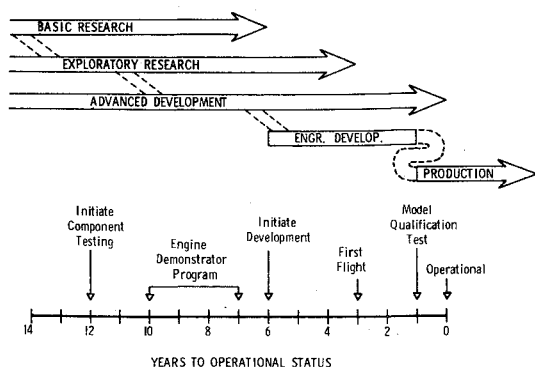 BASIC RESEARCH
EXPLORATORY RESEARCH
ADVANCED DEVELOPMENT
ENGR. DEVELOP.
PRODUCTION
Initiate
Component
Testing
Engine
Demonstrator
Program
Initiate
Development
First
Flight
Model
Qualification
Test
Operational
14 12 10 8 6 4 2 0
YEARS TO OPERATIONAL STATUS